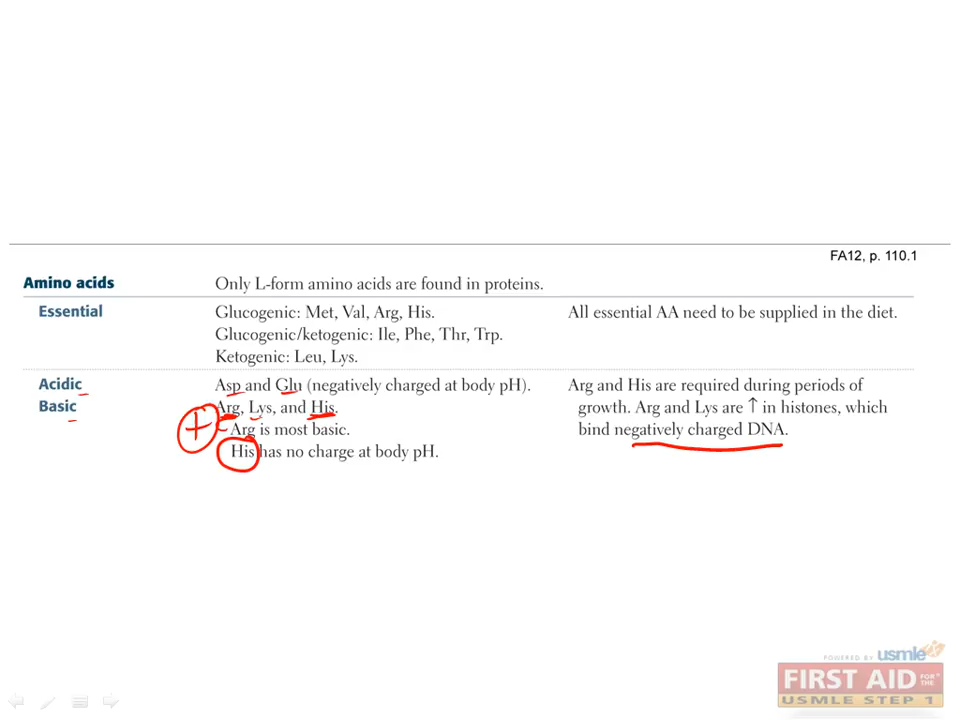 FA12, p. 110.1
Amino acids Only L-form amino acids are found in proteins.
Essential Glucogenic: Met, Val, Arg, His. All essential AA need to be supplied in the diet.
Glucogenic/ketogenic: Ile, Phe, Thr, Trp.
Ketogenic: Leu, Lys.
Acidic Asp and Glu (negatively charged at body pH). Arg and His are required during periods of
Basic Arg, Lys, and His. growth. Arg and Lys are ↑ in histones, which
+ Arg is most basic. bind negatively charged DNA.
His has no charge at body pH.
POWERED BY usmle
FIRST AID FOR THE
USMLE STEP 1